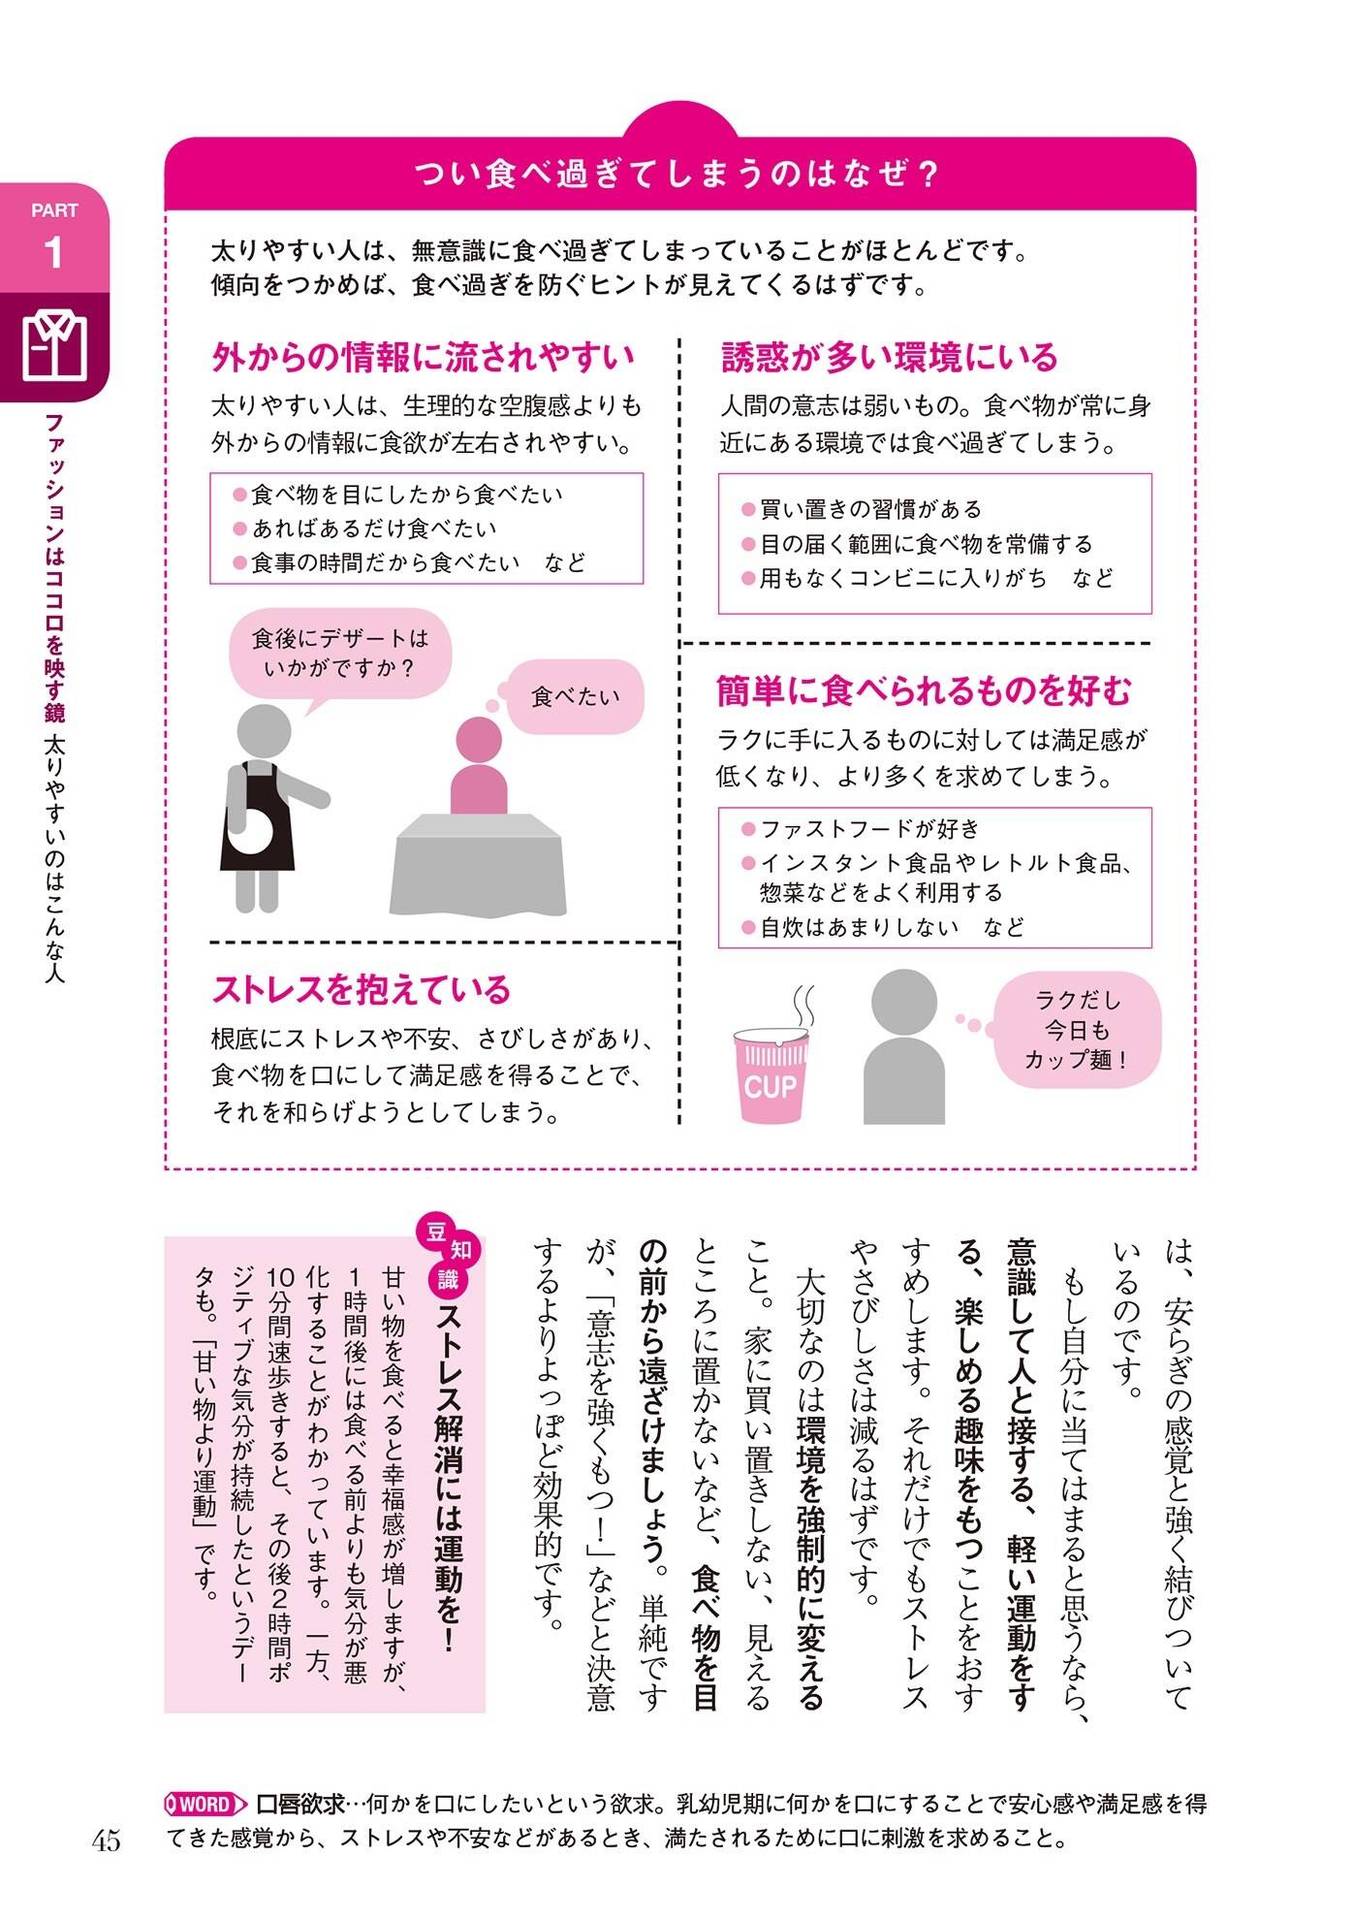 つい食べ過ぎてしまうのはなぜ？
太りやすい人は、無意識に食べ過ぎてしまっていることがほとんどです。
傾向をつかめば、食べ過ぎを防ぐヒントが見えてくるはずです。
外からの情報に流されやすい
太りやすい人は、生理的な空腹感よりも
外からの情報に食欲が左右されやすい。
●食べ物を目にしたから食べたい
●あればあるだけ食べたい
●食事の時間だから食べたい　など
食後にデザートは
いかがですか？
食べたい
ストレスを抱えている
根底にストレスや不安、さびしさがあり、
食べ物を口にして満足感を得ることで、
それを和らげようとしてしまう。
誘惑が多い環境にいる
人間の意志は弱いもの。食べ物が常に身
近にある環境では食べ過ぎてしまう。
●買い置きの習慣がある
●目の届く範囲に食べ物を常備する
●用もなくコンビニに入りがち　など
簡単に食べられるものを好む
ラクに手に入るものに対しては満足感が
低くなり、より多くを求めてしまう。
●ファストフードが好き
●インスタント食品やレトルト食品、
惣菜などをよく利用する
●自炊はあまりしない　など
CUP
ラクだし
今日も
カップ麺！
PART
1
ファッションはココロを映す鏡 太りやすいのはこんな人
は、安らぎの感覚と強く結びついて
いるのです。
もし自分に当てはまると思うなら、
意識して人と接する、軽い運動をす
る、楽しめる趣味をもつことをおす
すめします。それだけでもストレス
やさびしさは減るはずです。
大切なのは環境を強制的に変える
こと。家に買い置きしない、見える
ところに置かないなど、食べ物を目
の前から遠ざけましょう。単純です
が、「意志を強くもつ！」などと決意
するよりよっぽど効果的です。
豆知識
ストレス解消には運動を！
甘い物を食べると幸福感が増しますが、
1時間後には食べる前よりも気分が悪
化することがわかっています。一方、
10分間速歩きすると、その後2時間ポ
ジティブな気分が持続したというデー
タも。「甘い物より運動」です。
WORD 口唇欲求…何かを口にしたいという欲求。乳幼児期に何かを口にすることで安心感や満足感を得
てきた感覚から、ストレスや不安などがあるとき、満たされるために口に刺激を求めること。
45